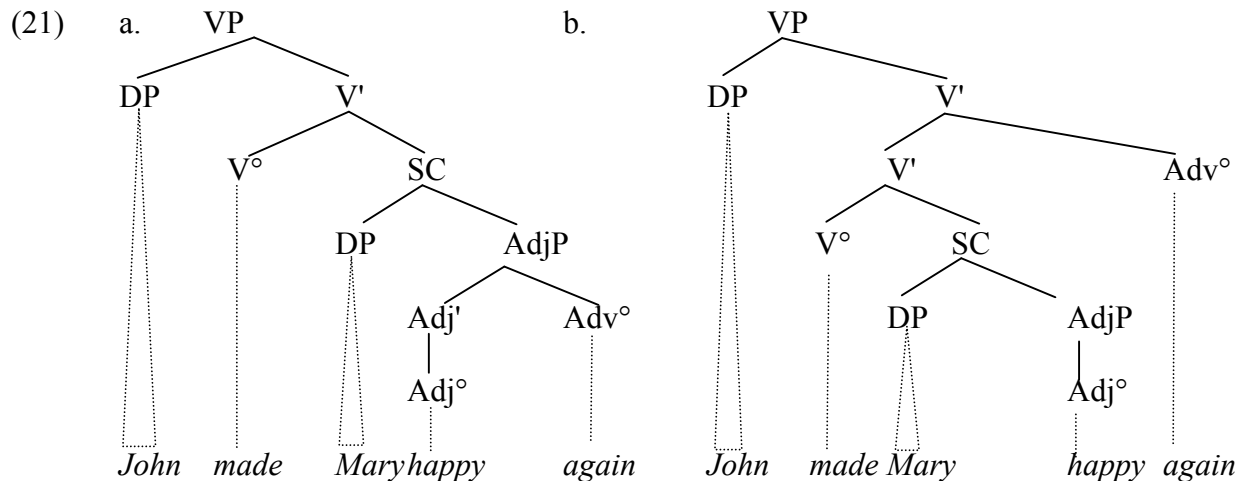 (21) a. VP b. VP
DP V' DP V'
V° SC V' Adv°
DP AdjP V° SC
Adj' Adv° DP AdjP
Adj° Adj°
John made Mary happy again John made Mary happy again